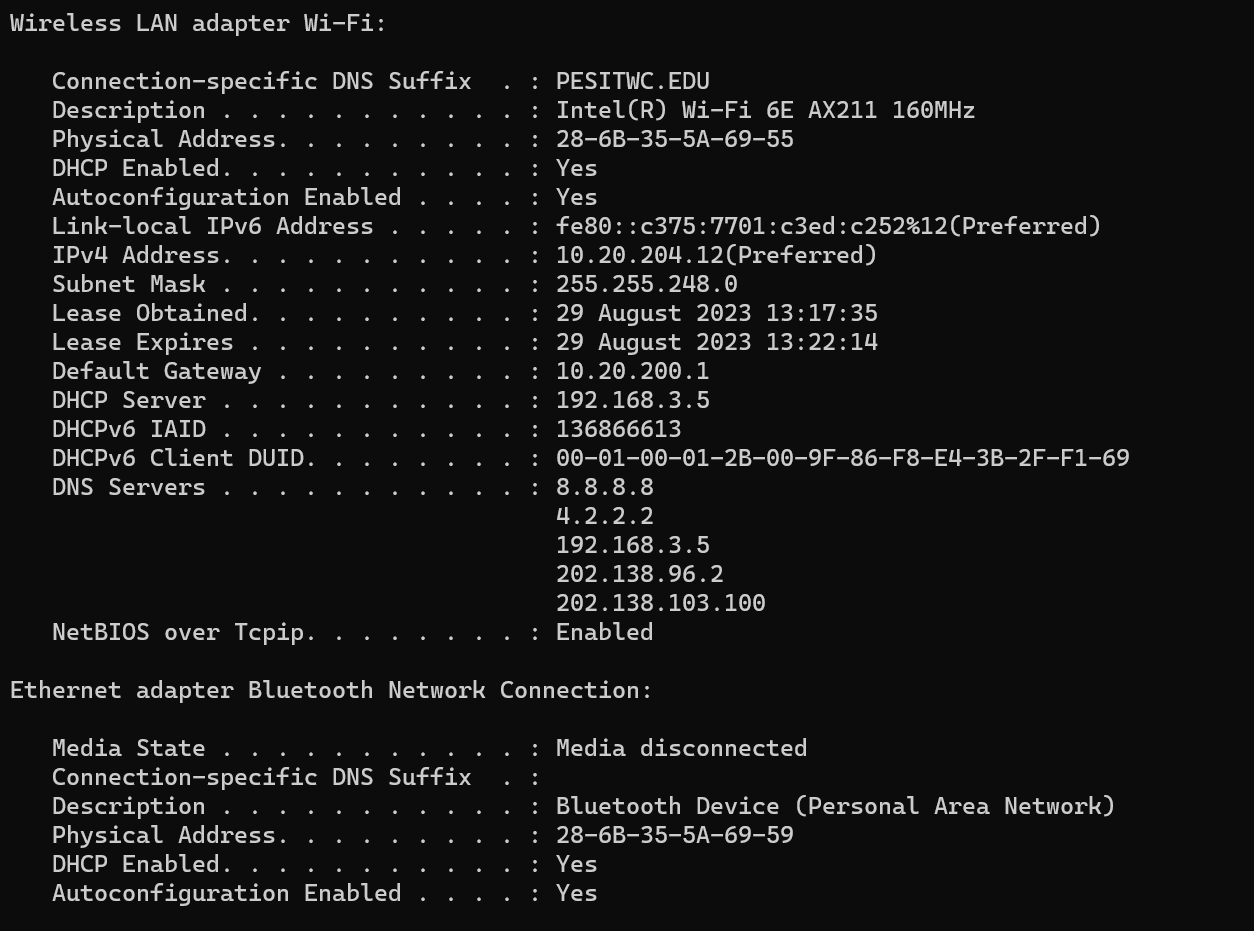 Wireless LAN adapter Wi-Fi:
Connection-specific DNS Suffix  . : PESITWC.EDU
Description . . . . . . . . . . . : Intel(R) Wi-Fi 6E AX211 160MHz
Physical Address. . . . . . . . . : 28-6B-35-5A-69-55
DHCP Enabled. . . . . . . . . . . : Yes
Autoconfiguration Enabled . . . . : Yes
Link-local IPv6 Address . . . . . : fe80::c375:7701:c3ed:c252%12(Preferred)
IPv4 Address. . . . . . . . . . . : 10.20.204.12(Preferred)
Subnet Mask . . . . . . . . . . . : 255.255.248.0
Lease Obtained. . . . . . . . . . : 29 August 2023 13:17:35
Lease Expires . . . . . . . . . . : 29 August 2023 13:22:14
Default Gateway . . . . . . . . . : 10.20.200.1
DHCP Server . . . . . . . . . . . : 192.168.3.5
DHCPv6 IAID . . . . . . . . . . . : 136866613
DHCPv6 Client DUID. . . . . . . . : 00-01-00-01-2B-00-9F-86-F8-E4-3B-2F-F1-69
DNS Servers . . . . . . . . . . . : 8.8.8.8
4.2.2.2
192.168.3.5
202.138.96.2
202.138.103.100
NetBIOS over Tcpip. . . . . . . . : Enabled
Ethernet adapter Bluetooth Network Connection:
Media State . . . . . . . . . . . : Media disconnected
Connection-specific DNS Suffix  . :
Description . . . . . . . . . . . : Bluetooth Device (Personal Area Network)
Physical Address. . . . . . . . . : 28-6B-35-5A-69-59
DHCP Enabled. . . . . . . . . . . : Yes
Autoconfiguration Enabled . . . . : Yes